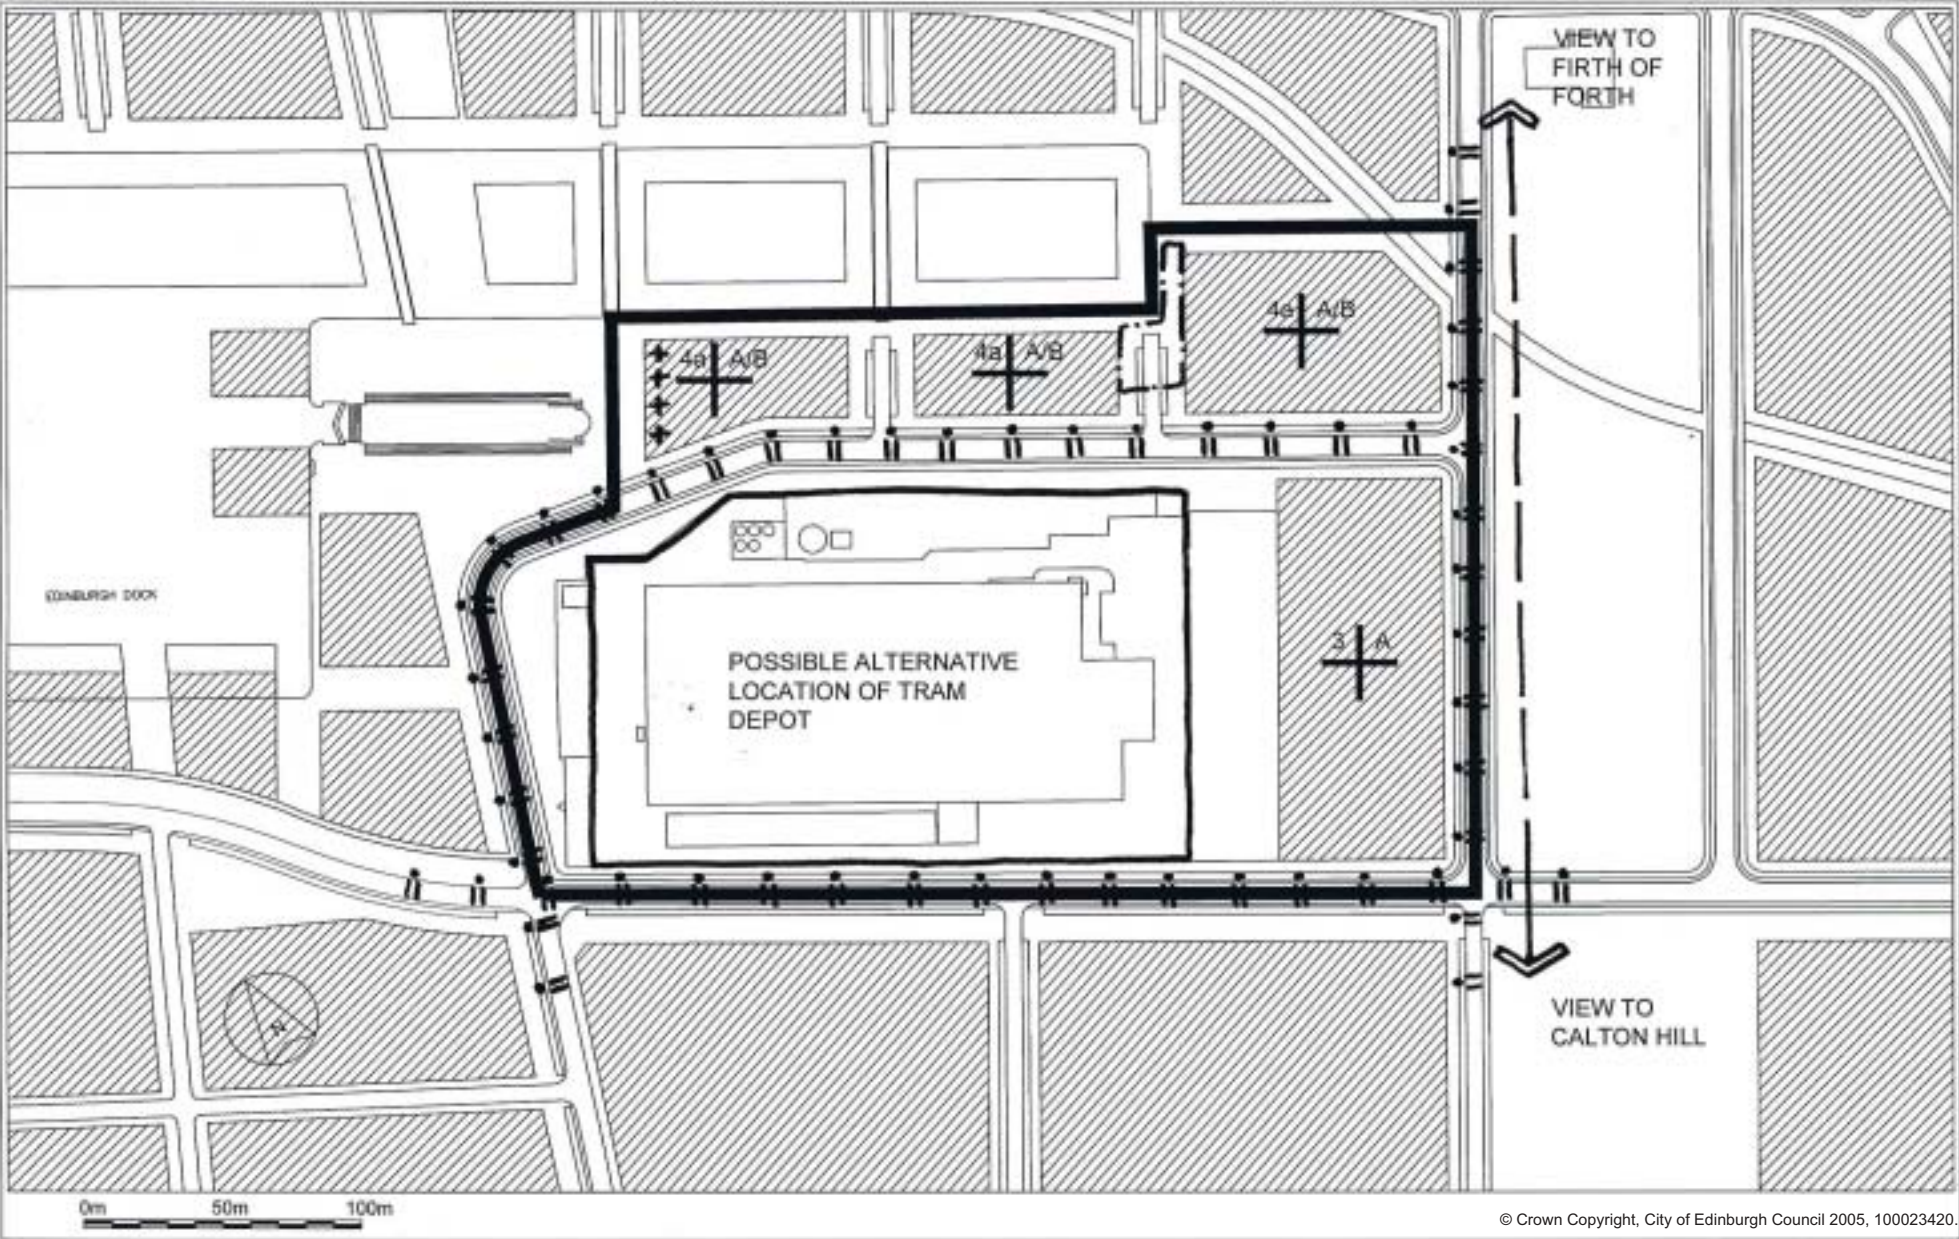 VIEW TO
FIRTH OF
FORTH
4a A/B
4a A/B
4a A/B
EDINBURGH DOCK
POSSIBLE ALTERNATIVE
LOCATION OF TRAM
DEPOT
3 A
N
VIEW TO
CALTON HILL
0m 50m 100m
© Crown Copyright, City of Edinburgh Council 2005, 100023420.